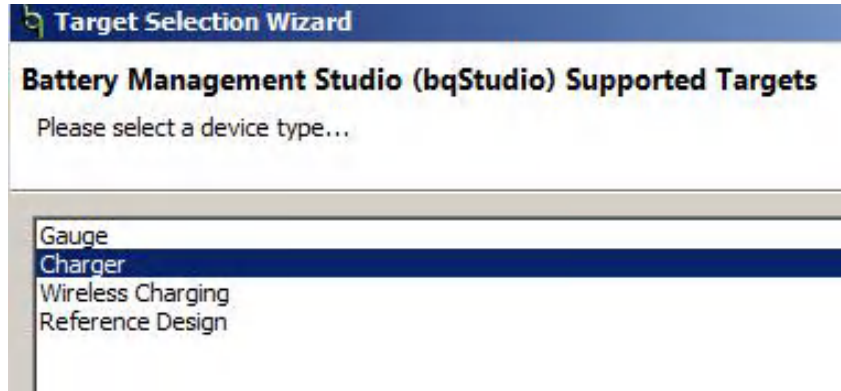 Target Selection Wizard
Battery Management Studio (bqStudio) Supported Targets
Please select a device type...
Gauge
Charger
Wireless Charging
Reference Design